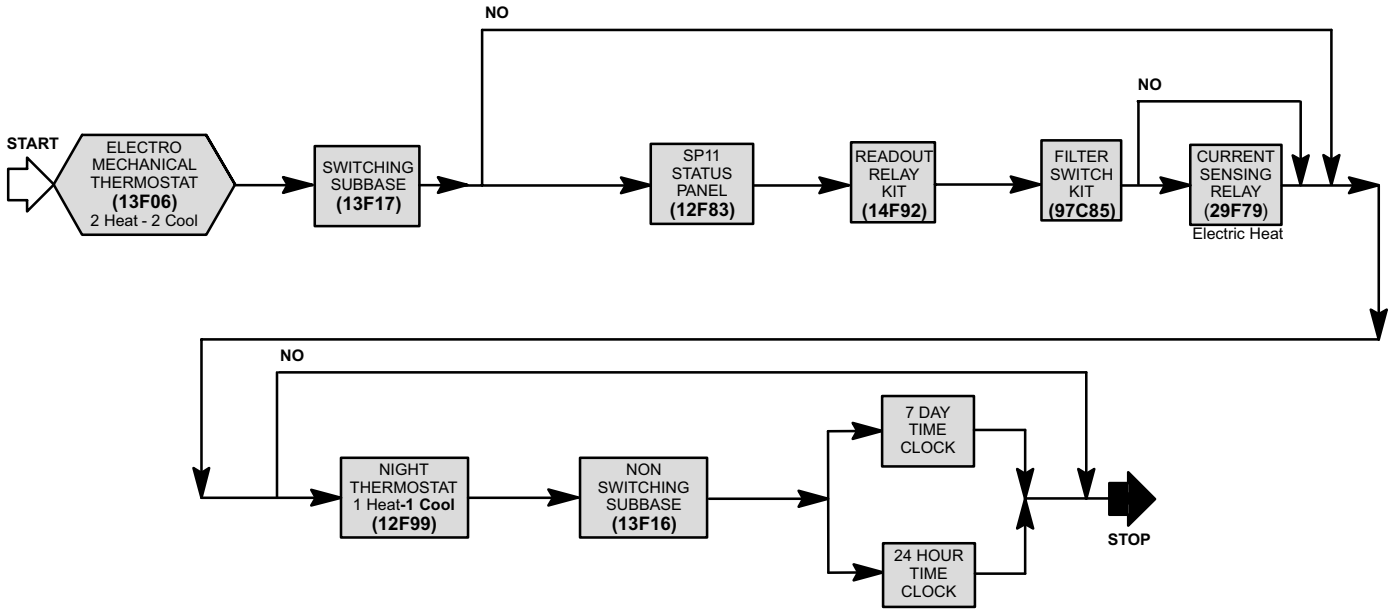 NO
NO
START
ELECTRO
MECHANICAL
THERMOSTAT
(13F06)
2 Heat - 2 Cool
SWITCHING
SUBBASE
(13F17)
SP11
STATUS
PANEL
(12F83)
READOUT
RELAY
KIT
(14F92)
FILTER
SWITCH
KIT
(97C85)
CURRENT
SENSING
RELAY
(29F79)
Electric Heat
NO
NIGHT
THERMOSTAT
1 Heat-1 Cool
(12F99)
NON
SWITCHING
SUBBASE
(13F16)
7 DAY
TIME
CLOCK
24 HOUR
TIME
CLOCK
STOP